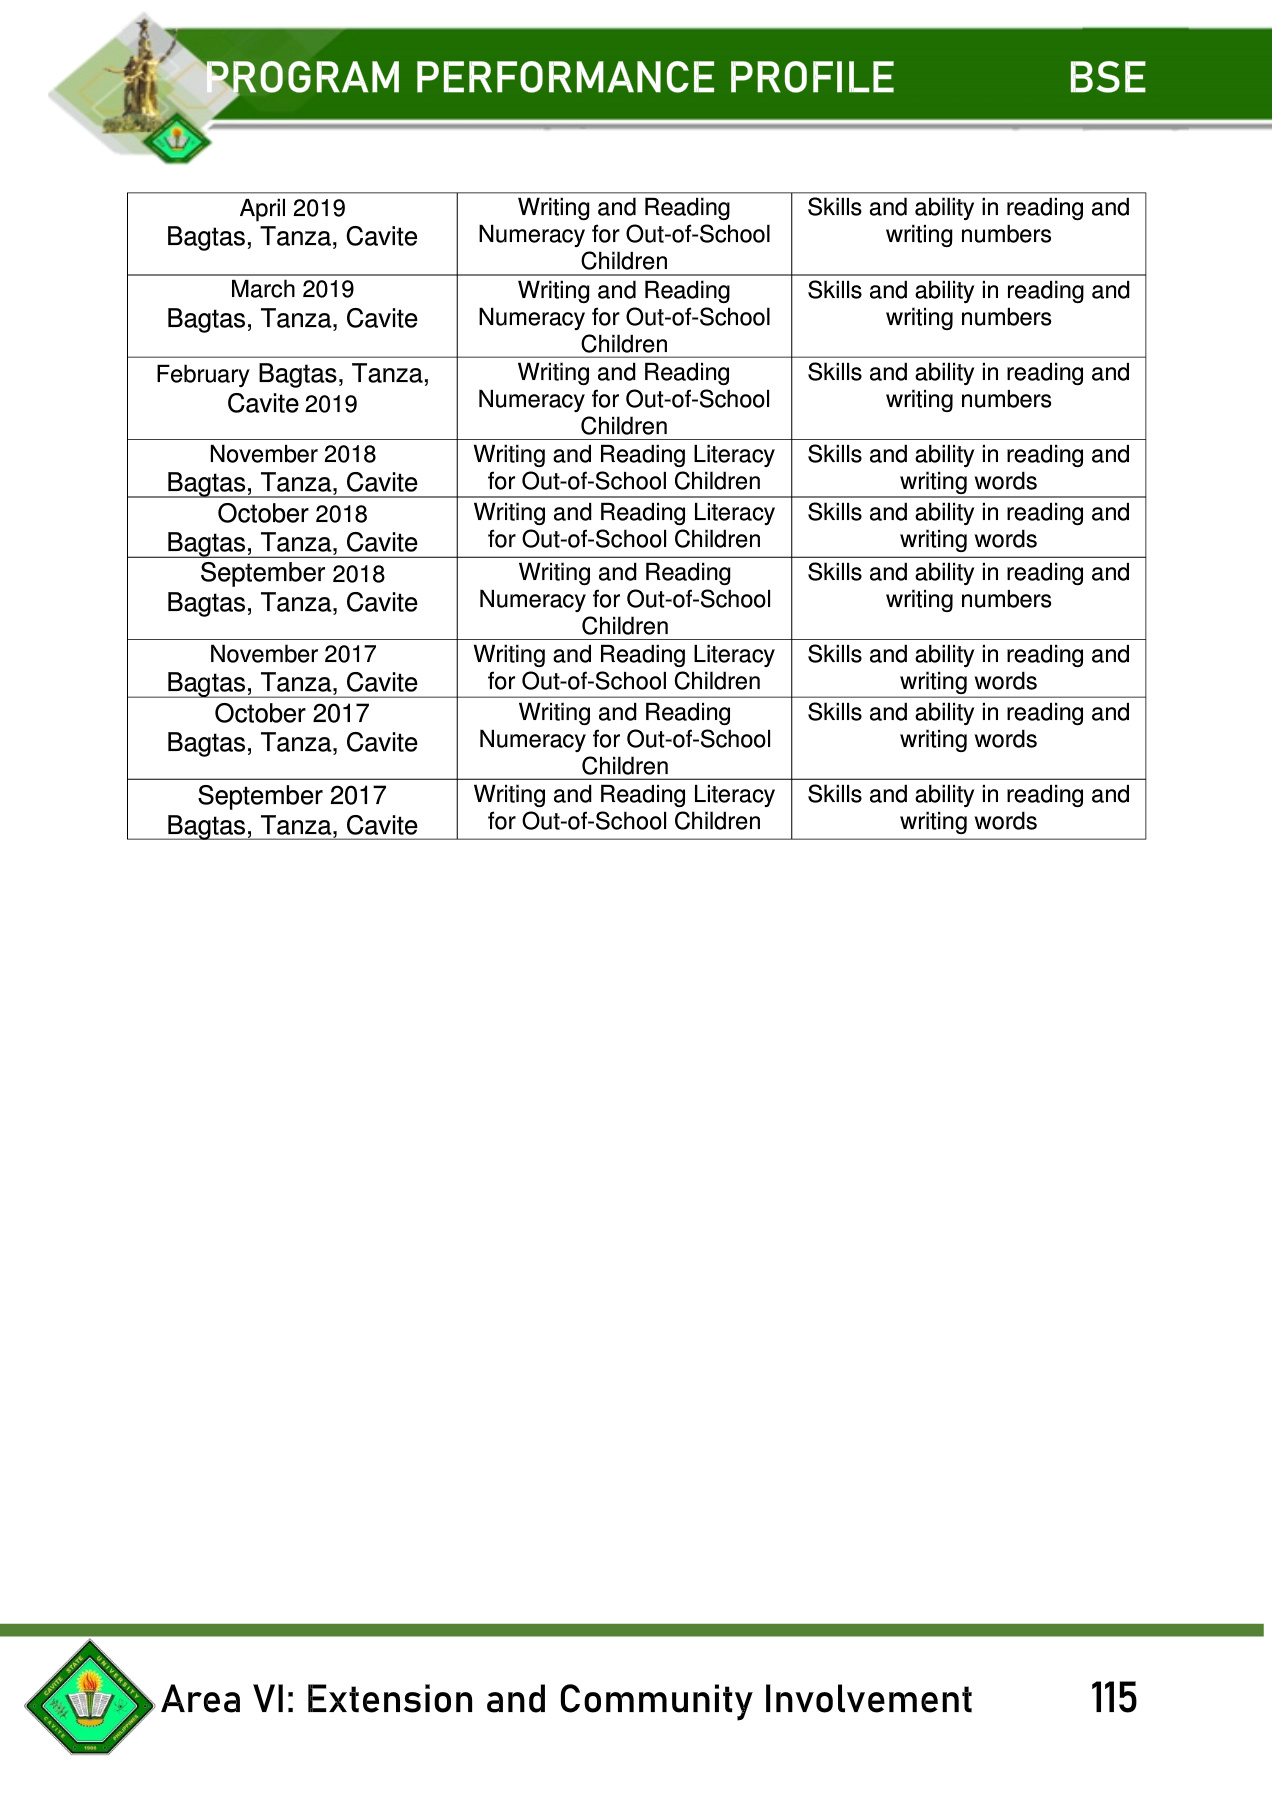 PROGRAM PERFORMANCE PROFILE BSE
April 2019
Bagtas, Tanza, Cavite
Writing and Reading
Numeracy for Out-of-School
Children
Skills and ability in reading and
writing numbers
March 2019
Bagtas, Tanza, Cavite
Writing and Reading
Numeracy for Out-of-School
Children
Skills and ability in reading and
writing numbers
February Bagtas, Tanza,
Cavite 2019
Writing and Reading
Numeracy for Out-of-School
Children
Skills and ability in reading and
writing numbers
November 2018
Bagtas, Tanza, Cavite
Writing and Reading Literacy
for Out-of-School Children
Skills and ability in reading and
writing words
October 2018
Bagtas, Tanza, Cavite
Writing and Reading Literacy
for Out-of-School Children
Skills and ability in reading and
writing words
September 2018
Bagtas, Tanza, Cavite
Writing and Reading
Numeracy for Out-of-School
Children
Skills and ability in reading and
writing numbers
November 2017
Bagtas, Tanza, Cavite
Writing and Reading Literacy
for Out-of-School Children
Skills and ability in reading and
writing words
October 2017
Bagtas, Tanza, Cavite
Writing and Reading
Numeracy for Out-of-School
Children
Skills and ability in reading and
writing words
September 2017
Bagtas, Tanza, Cavite
Writing and Reading Literacy
for Out-of-School Children
Skills and ability in reading and
writing words
CAVITE STATE UNIVERSITY
CAVITE PHILIPPINES
1906
Area VI: Extension and Community Involvement 115